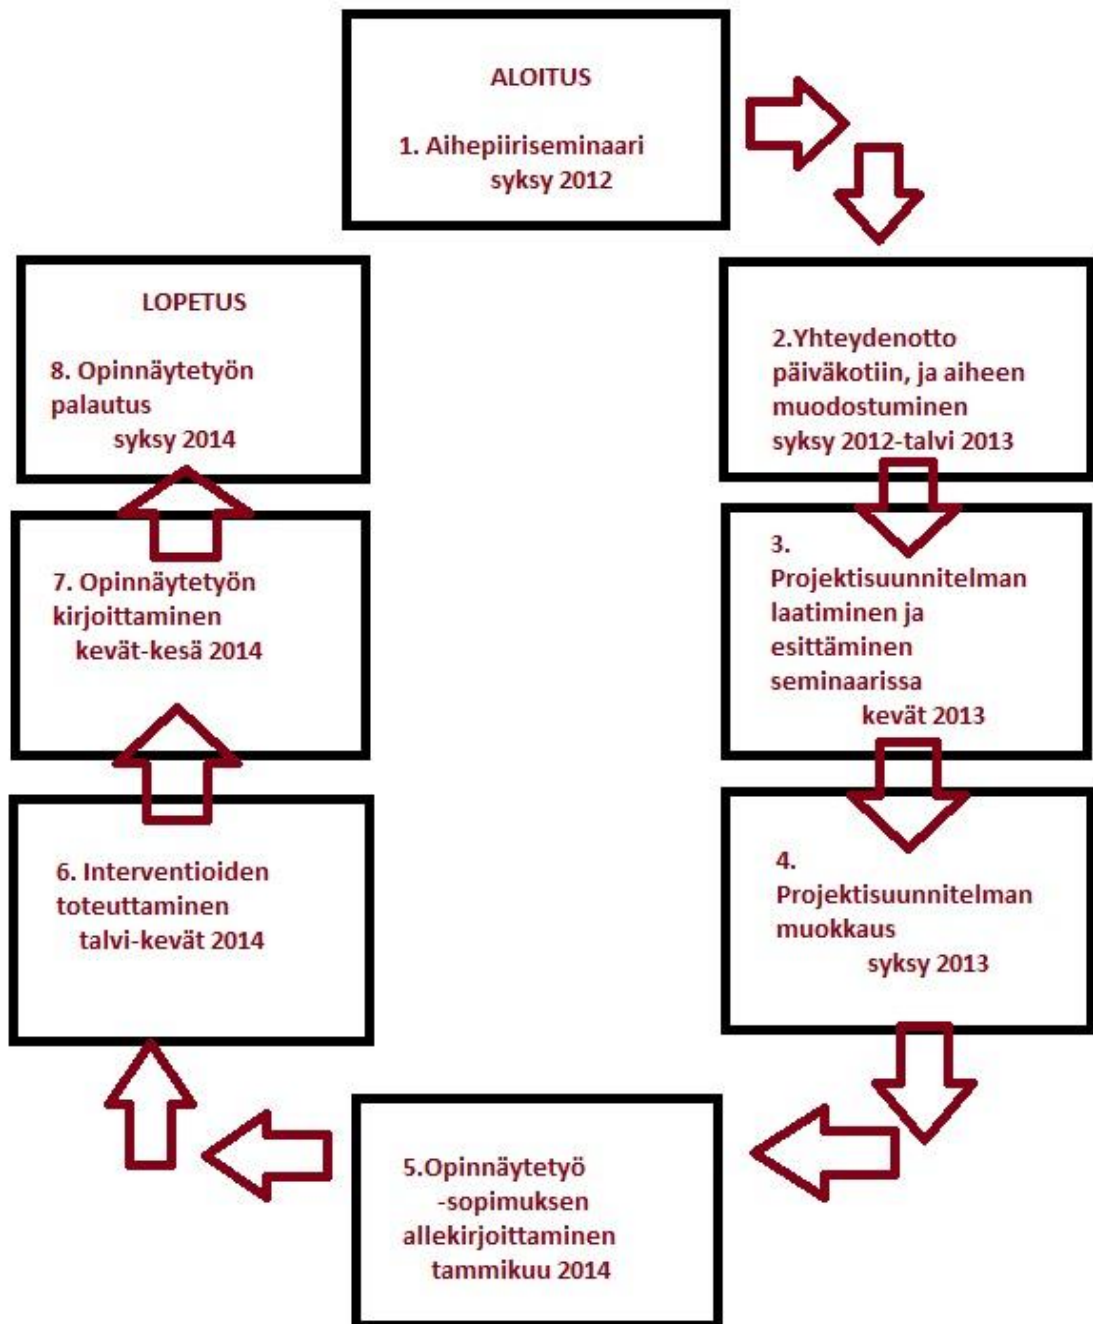 ALOITUS
1. Aihepiiriseminaari
syksy 2012
2.Yhteydenotto
päiväkotiin, ja aiheen
muodostuminen
syksy 2012-talvi 2013
3.
Projektisuunnitelman
laatiminen ja
esittäminen
seminaarissa
kevät 2013
4.
Projektisuunnitelman
muokkaus
syksy 2013
5.Opinnäytetyö
-sopimuksen
allekirjoittaminen
tammikuu 2014
6. Interventioiden
toteuttaminen
talvi-kevät 2014
7. Opinnäytetyön
kirjoittaminen
kevät-kesä 2014
LOPETUS
8. Opinnäytetyön
palautus
syksy 2014